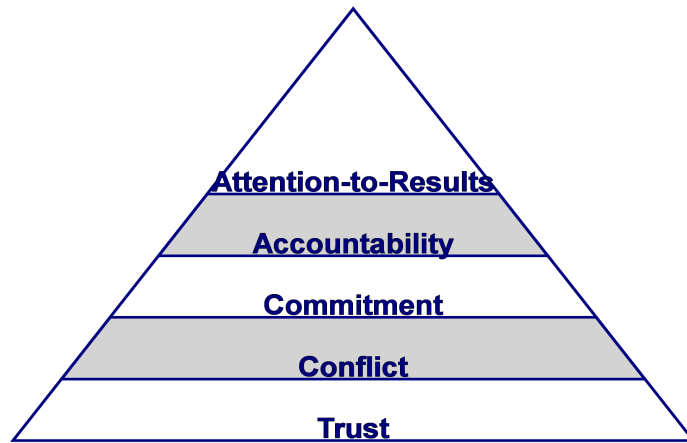 Attention-to-Results
Accountability
Commitment
Conflict
Trust